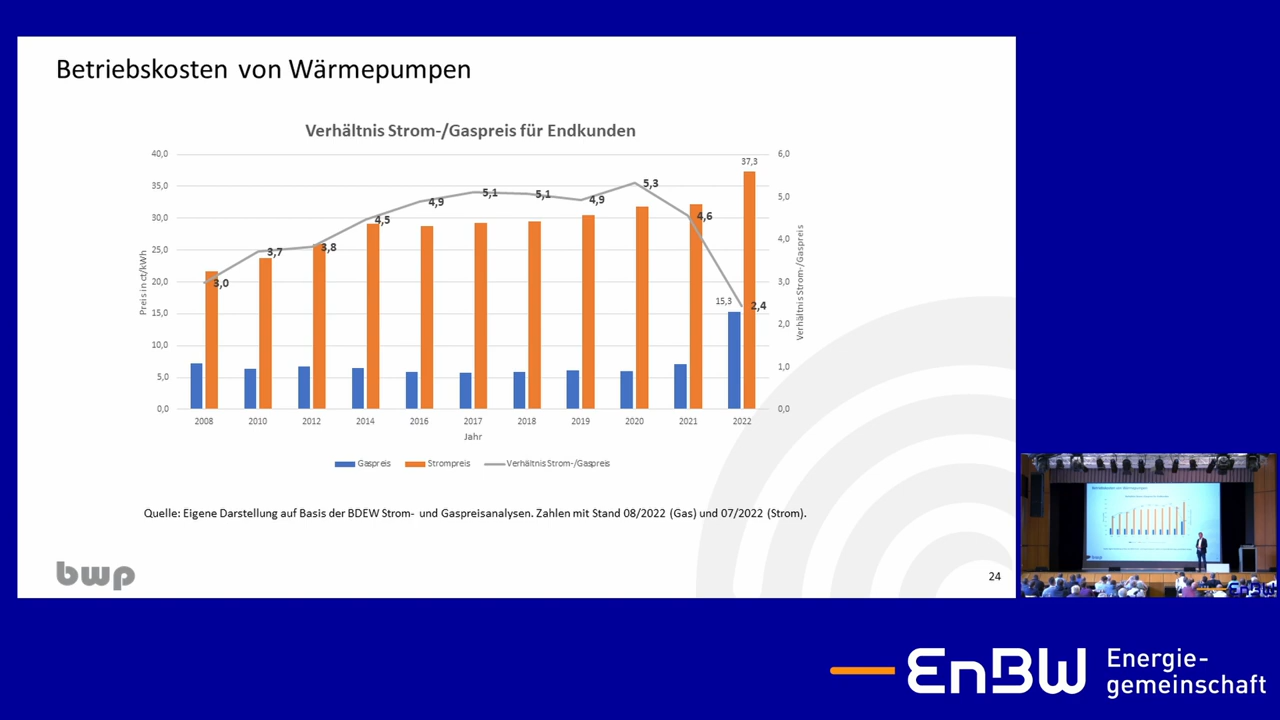 Betriebskosten von Wärmepumpen
Verhältnis Strom-/Gaspreis für Endkunden
40,0
35,0
30,0
25,0
20,0
15,0
10,0
5,0
0,0
Preis in ct/kWh
6,0
5,0
4,0
3,0
2,0
1,0
0,0
Verhältnis Strom-/Gaspreis
3,0
3,7
3,8
4,5
4,9
5,1
5,1
4,9
5,3
4,6
2,4
37,3
15,3
2008 2010 2012 2014 2016 2017 2018 2019 2020 2021 2022
Jahr
Gaspreis Strompreis Verhältnis Strom-/Gaspreis
Quelle: Eigene Darstellung auf Basis der BDEW Strom- und Gaspreisanalysen. Zahlen mit Stand 08/2022 (Gas) und 07/2022 (Strom).
bwp
24
Betriebskosten von Wärmepumpen
EnBW
EnBW
Energie-
gemeinschaft